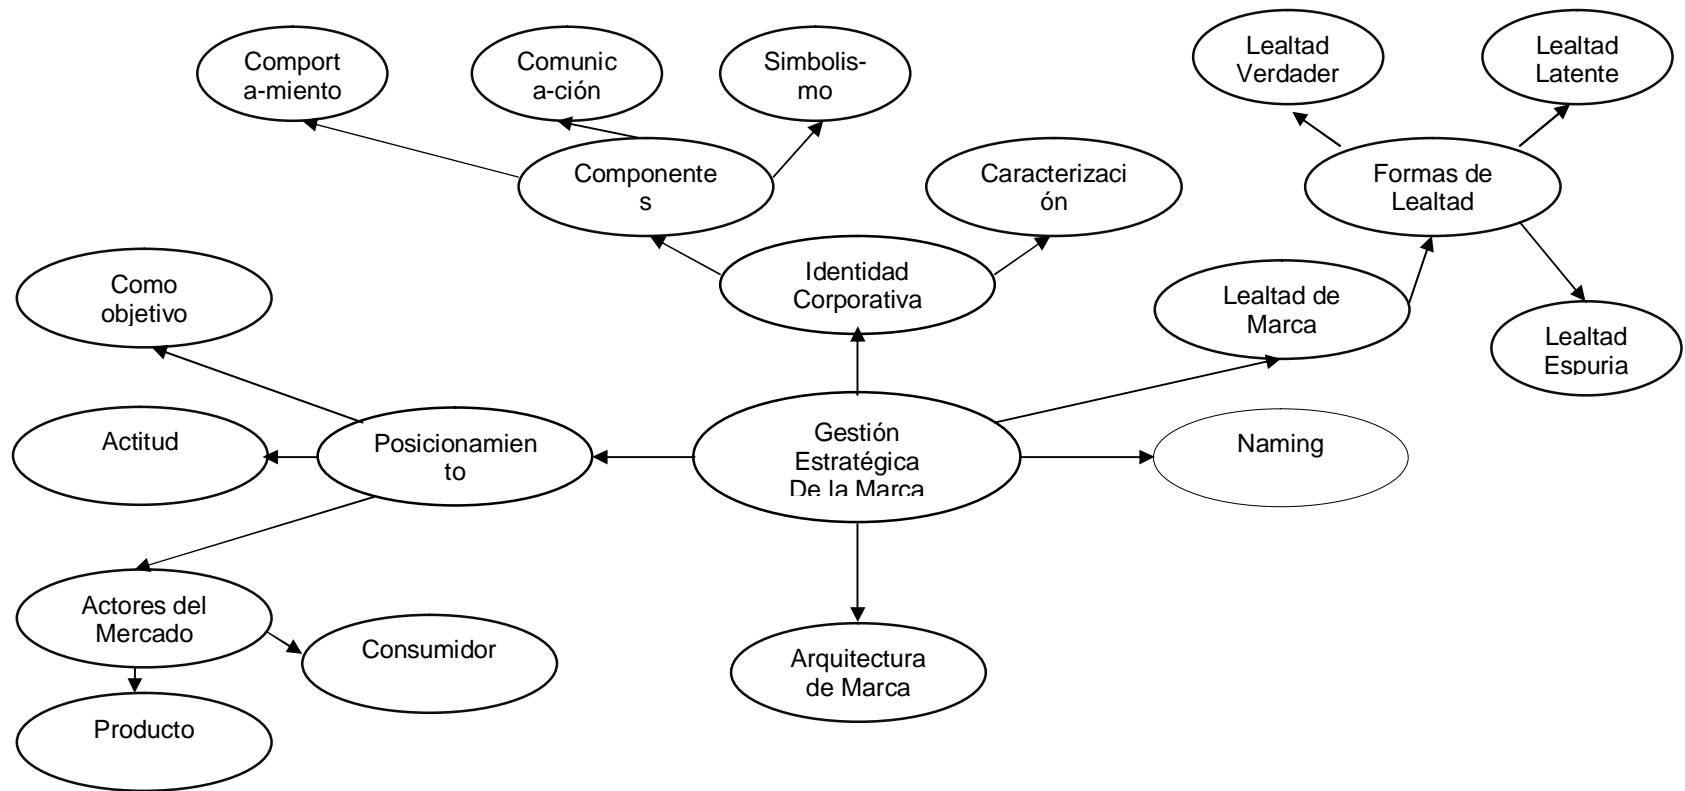 Comport
a-miento
Comunic
a-ción
Simbolis-
mo
Lealtad
Verdader
Lealtad
Latente
Componente
s
Caracterizaci
ón
Formas de
Lealtad
Como
objetivo
Identidad
Corporativa
Lealtad de
Marca
Lealtad
Espuria
Actitud
Posicionamien
to
Gestión
Estratégica
De la Marca
Naming
Actores del
Mercado
Consumidor
Arquitectura
de Marca
Producto